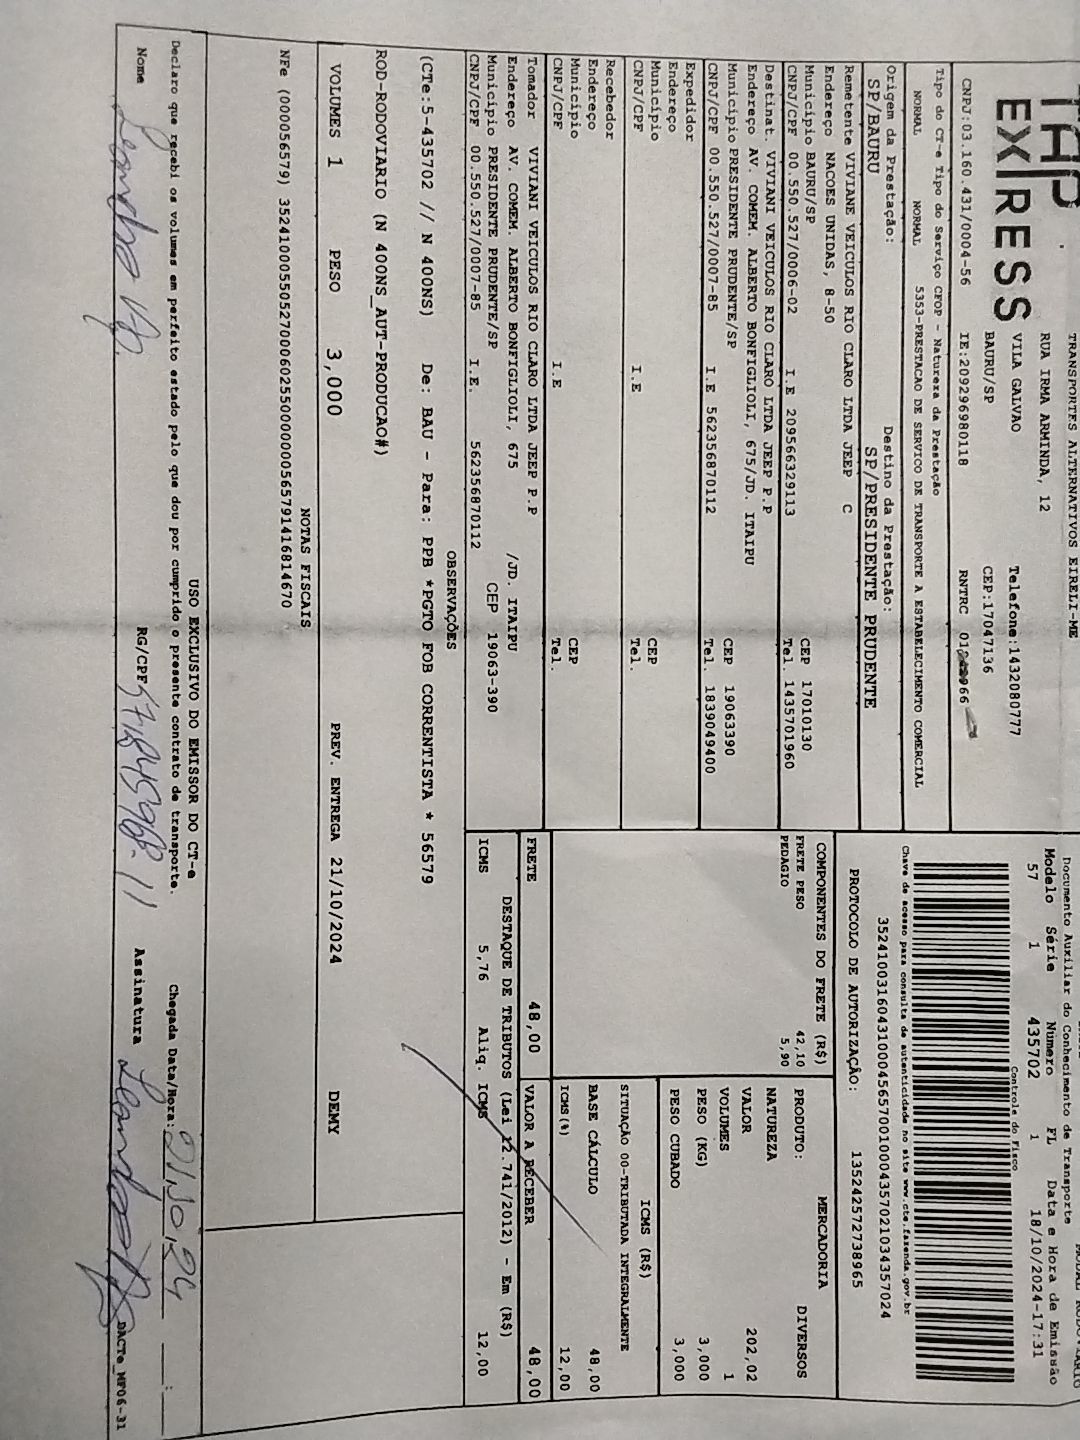 TAP
EXPRESS
TRANSPORTES ALTERNATIVOS EIRELI-ME
RUA IRMA ARMINDA, 12
VILA GALVAO
BAURU/SP
Telefone:1432080777
CEP:17047136
CNPJ:03.160.431/0004-56 IE:209296980118 RNTRC
Documento Auxiliar do Conhecimento de Transporte
Modelo Série Número FL Data e Hora de Emissão
57 1 435702 1 18/10/2024-17:31
Controle do Fisco
Tipo do CT-e Tipo do Serviço CFOP - Natureza da Prestação
NORMAL NORMAL 5353-PRESTACAO DE SERVICO DE TRANSPORTE A ESTABELECIMENTO COMERCIAL
Chave de acesso para consulta de autenticidade no site www.cte.fazenda.gov.br
35241003160431000456570010004357021034357024
Origem da Prestação: Destino da Prestação:
SP/BAURU SP/PRESIDENTE PRUDENTE
PROTOCOLO DE AUTORIZAÇÃO: 135242572738965
Remetente VIVIANE VEICULOS RIO CLARO LTDA JEEP C
Endereço NACOES UNIDAS, 8-50
Município BAURU/SP CEP 17010130
CNPJ/CPF 00.550.527/0006-02 I.E 209566329113 Tel. 1435701960
Destinat. VIVIANI VEICULOS RIO CLARO LTDA JEEP P.P
Endereço AV. COMEM. ALBERTO BONFIGLIOLI, 675/JD. ITAIPU
Município PRESIDENTE PRUDENTE/SP CEP 19063390
CNPJ/CPF 00.550.527/0007-85 I.E 562356870112 Tel. 1839049400
Expedidor
Endereço
Município CEP
CNPJ/CPF I.E Tel.
Recebedor
Endereço
Município CEP
CNPJ/CPF I.E Tel.
Tomador VIVIANI VEICULOS RIO CLARO LTDA JEEP P.P
Endereço AV. COMEM. ALBERTO BONFIGLIOLI, 675 /JD. ITAIPU
Município PRESIDENTE PRUDENTE/SP CEP 19063-390
CNPJ/CPF 00.550.527/0007-85 I.E. 562356870112
COMPONENTES DO FRETE (R$)
FRETE PESO 42,10
PEDAGIO 5,90
PRODUTO: MERCADORIA DIVERSOS
NATUREZA
VALOR 202,02
VOLUMES 1
PESO (KG) 3,000
PESO CUBADO 3,000
ICMS (R$)
SITUAÇÃO 00-TRIBUTADA INTEGRALMENTE
BASE CÁLCULO 48,00
ICMS (%) 12,00
FRETE 48,00 VALOR A RECEBER 48,00
DESTAQUE DE TRIBUTOS (Lei 12.741/2012) - Em (R$)
ICMS 5,76 Aliq. ICMS 12,00
OBSERVAÇÕES
(CTe:5-435702 // N 400NS) De: BAU - Para: PPB *PGTO FOB CORRENTISTA * 56579
ROD-RODOVIARIO (N 400NS_AUT-PRODUCAO#)
VOLUMES 1 PESO 3,000 PREV. ENTREGA 21/10/2024 DEMY
NOTAS FISCAIS
NFe (000056579) 35241000550527000602550000000565791416814670
USO EXCLUSIVO DO EMISSOR DO CT-e
Declaro que recebi os volumes em perfeito estado pelo que dou por cumprido o presente contrato de transporte. Chegada Data/Hora: 21.10.24 __:__
Nome Leandro RG/CPF Assinatura Leandro
DACTe_MP06-31